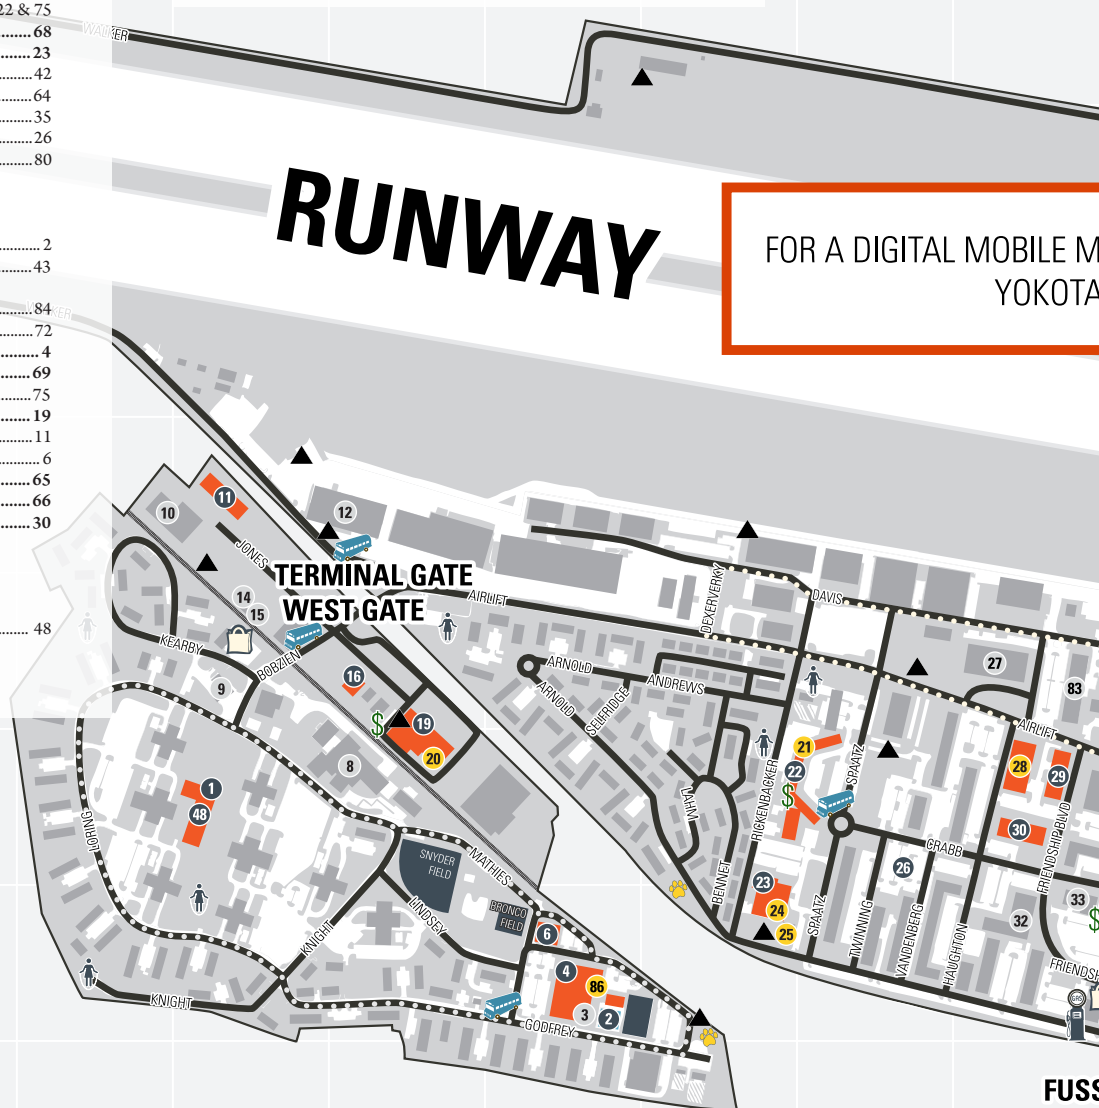 22 & 75
68
23
42
64
35
26
80
2
43
84
72
4
69
75
19
11
6
65
66
30
48
WALKER
RUNWAY
FOR A DIGITAL MOBILE M
YOKOTA
11
10
12
JONES
TERMINAL GATE
WEST GATE
AIRLIFT
14
15
KEARBY
BOBZIEN
9
16
$
19
20
8
1
48
LORING
SNYDER
FIELD
MATHIES
BRONCO
FIELD
LINDSEY
KNIGHT
KNIGHT
6
4
86
3
2
GODFREY
ARNOLD
ARNOLD
SELFRIDGE
ANDREWS
DEXERVERKY
DAVIS
LAHM
BENNET
RICKENBACKER
21
22
$
SPAATZ
23
24
25
SPAATZ
TWINNING
VANDENBERG
HAUGHTON
26
CRABB
27
83
AIRLIFT
28
29
30
FRIENDSHIP BLVD
32
33
$
FRIENDSH
GAS
FUSS